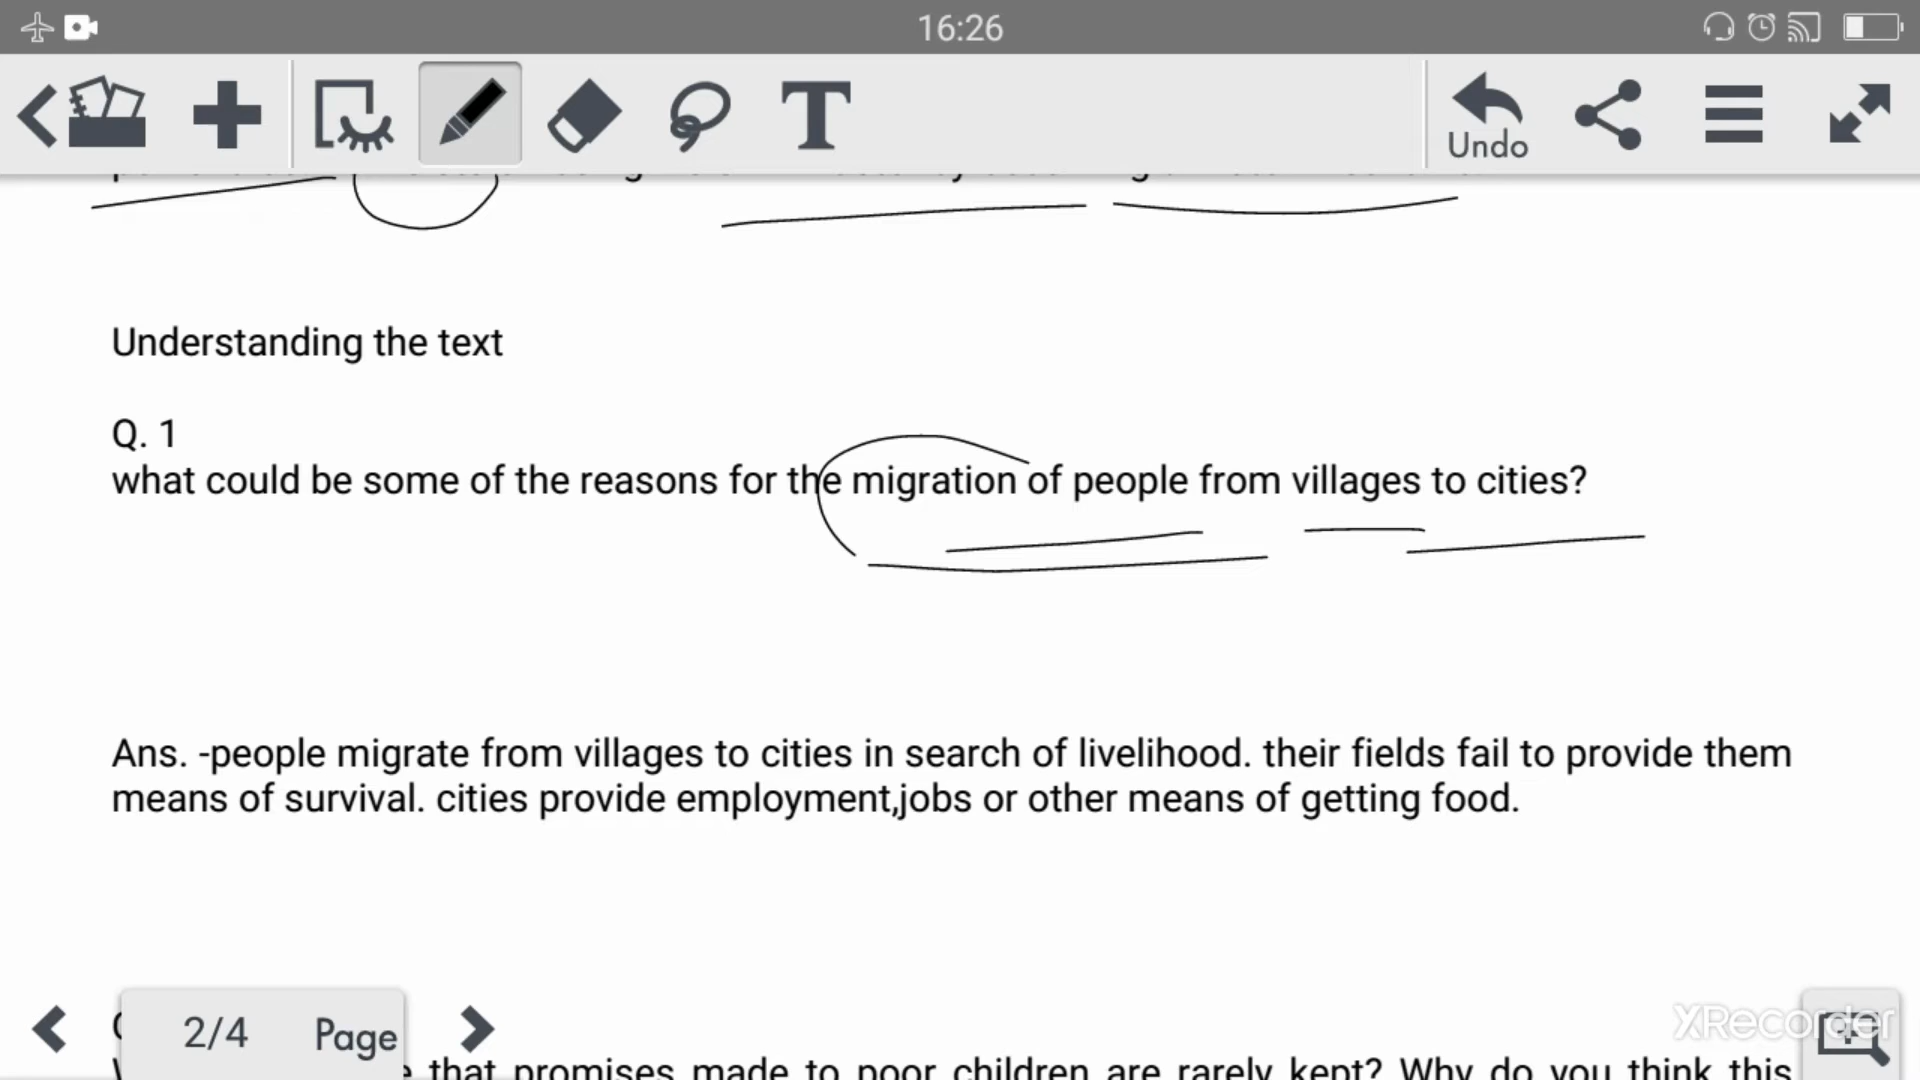 16:26
Undo
Understanding the text
Q. 1
what could be some of the reasons for the migration of people from villages to cities?
Ans. -people migrate from villages to cities in search of livelihood. their fields fail to provide them
means of survival. cities provide employment,jobs or other means of getting food.
2/4 Page
XRecorder
that promises made to poor children are rarely kept? Why do you think this